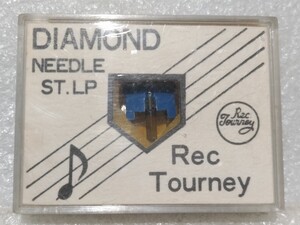 DIAMOND
NEEDLE
ST.LP
Rec
Tourney
Rec
Tourney